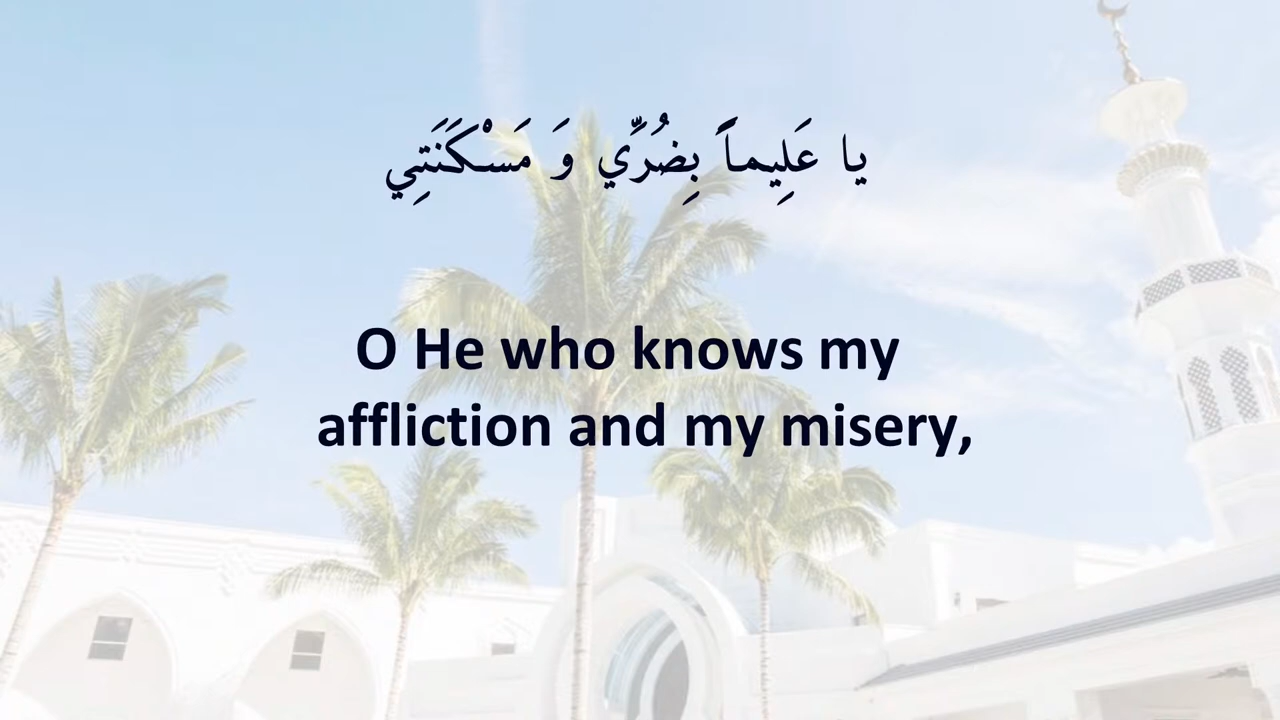 يا عَلِيماً بِضُرِّي وَ مَسْكَنَتِي
O He who knows my
affliction and my misery,